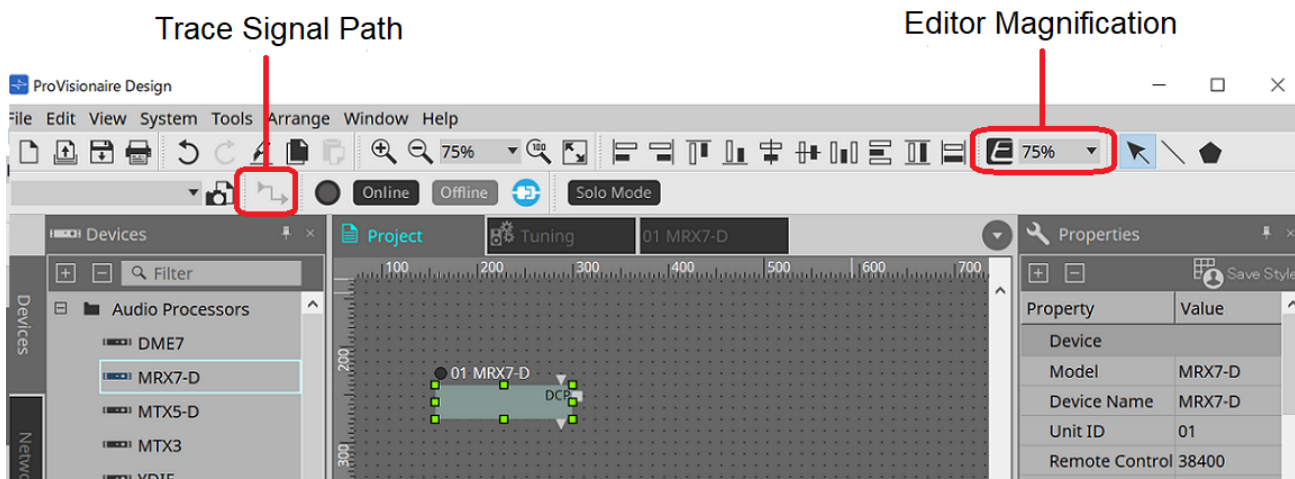 Trace Signal Path
Editor Magnification
ProVisionaire Design
File Edit View System Tools Arrange Window Help
75%
100
E 75%
Online Offline Solo Mode
Devices
Project Tuning 01 MRX7-D
Properties
Filter
100 200 300 400 500 600 700
Save Style
Devices
Audio Processors
DME7
MRX7-D
MTX5-D
MTX3
200
300
01 MRX7-D
DCP
Property Value
Device
Model MRX7-D
Device Name MRX7-D
Unit ID 01
Remote Control 38400